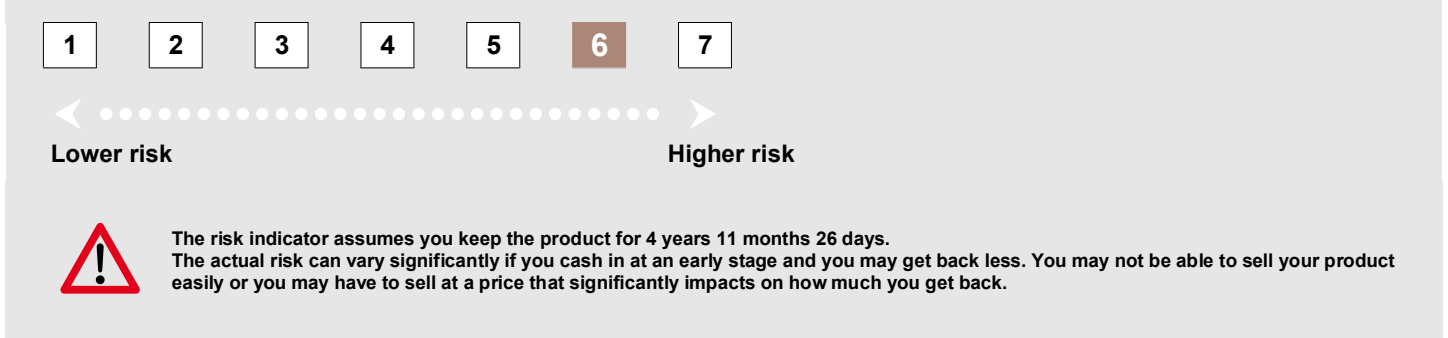 1 2 3 4 5 6 7
Lower risk Higher risk
The risk indicator assumes you keep the product for 4 years 11 months 26 days.
The actual risk can vary significantly if you cash in at an early stage and you may get back less. You may not be able to sell your product
easily or you may have to sell at a price that significantly impacts on how much you get back.